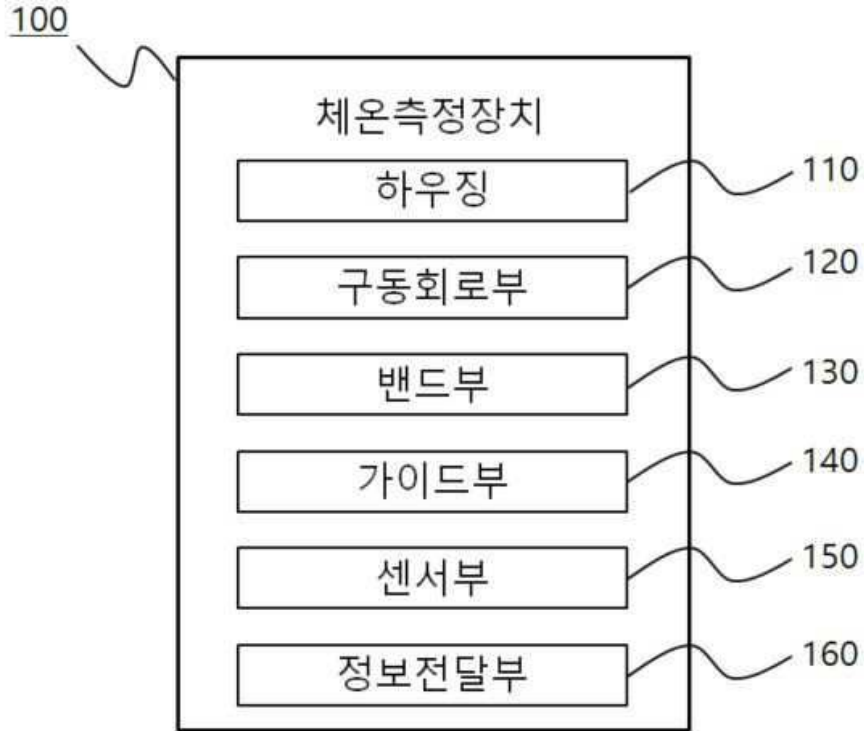 100
체온측정장치
하우징 110
구동회로부 120
밴드부 130
가이드부 140
센서부 150
정보전달부 160